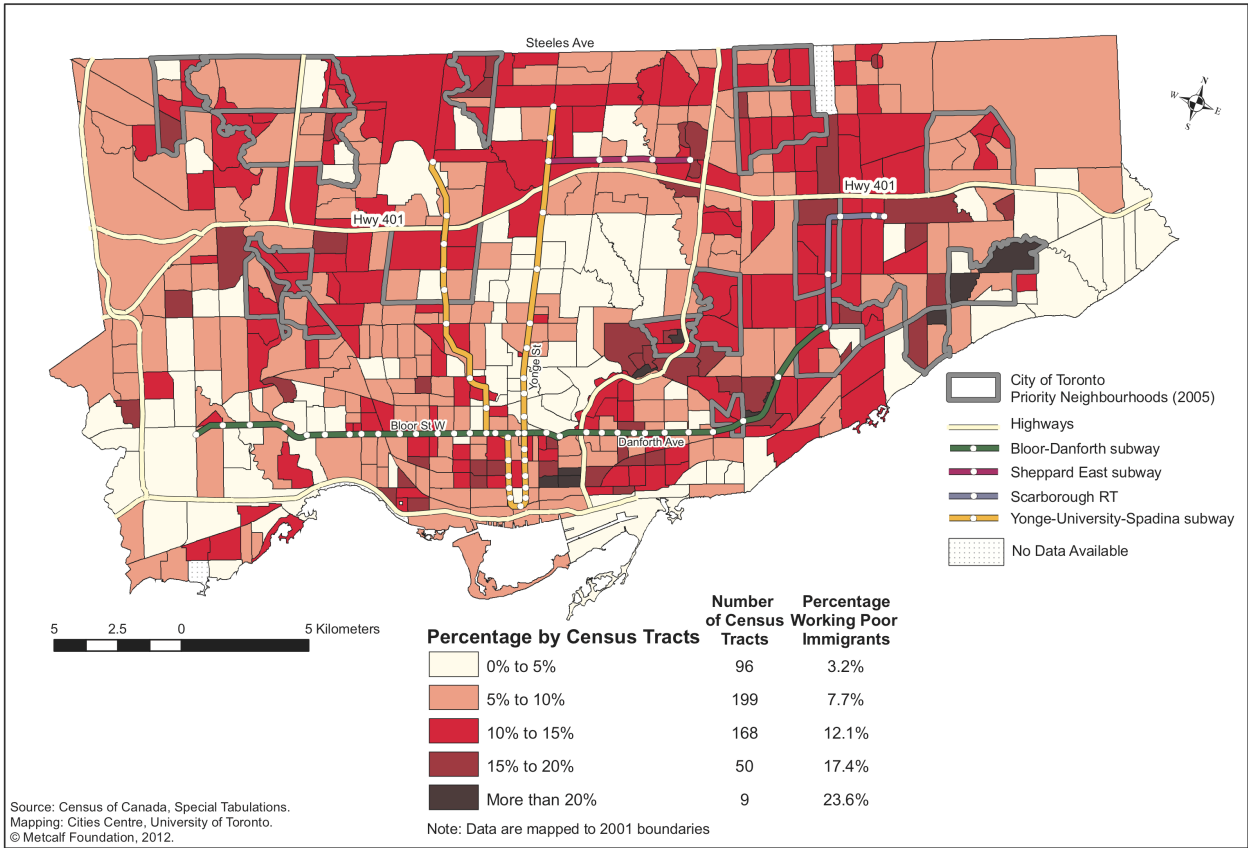 Steeles Ave
N
W
E
S
Hwy 401
Hwy 401
Yonge St
Bloor St W
Danforth Ave
City of Toronto
Priority Neighbourhoods (2005)
Highways
Bloor-Danforth subway
Sheppard East subway
Scarborough RT
Yonge-University-Spadina subway
No Data Available
5 2.5 0 5 Kilometers
Number Percentage
of Census Working Poor
Percentage by Census Tracts Tracts Immigrants
0% to 5% 96 3.2%
5% to 10% 199 7.7%
10% to 15% 168 12.1%
15% to 20% 50 17.4%
More than 20% 9 23.6%
Note: Data are mapped to 2001 boundaries
Source: Census of Canada, Special Tabulations.
Mapping: Cities Centre, University of Toronto.
© Metcalf Foundation, 2012.